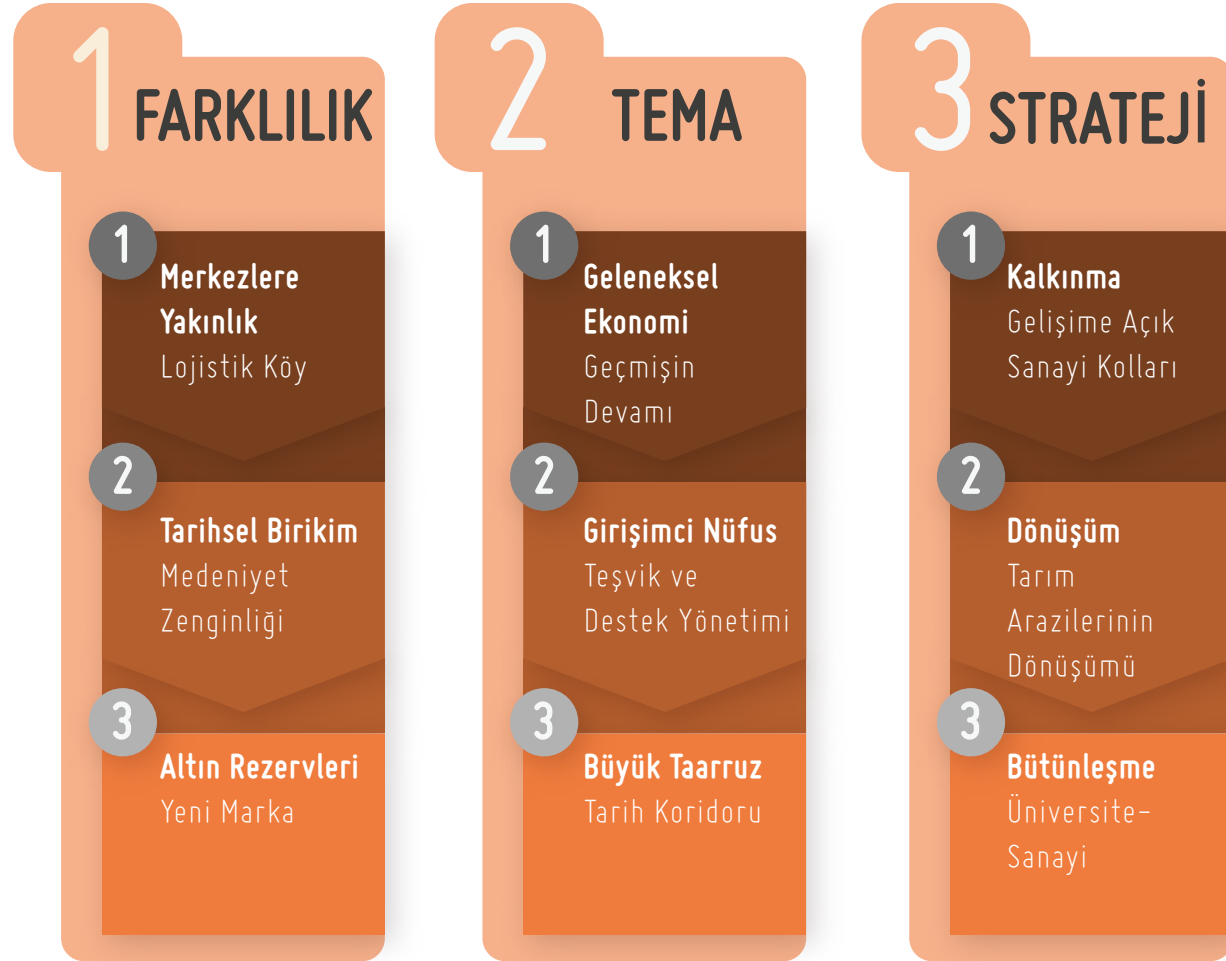 1
FARKLILIK
1
Merkezlere
Yakınlık
Lojistik Köy
2
Tarihsel Birikim
Medeniyet
Zenginliği
3
Altın Rezervleri
Yeni Marka
2
TEMA
1
Geleneksel
Ekonomi
Geçmişin
Devamı
2
Girişimci Nüfus
Teşvik ve
Destek Yönetimi
3
Büyük Taarruz
Tarih Koridoru
3
STRATEJİ
1
Kalkınma
Gelişime Açık
Sanayi Kolları
2
Dönüşüm
Tarım
Arazilerinin
Dönüşümü
3
Bütünleşme
Üniversite-
Sanayi